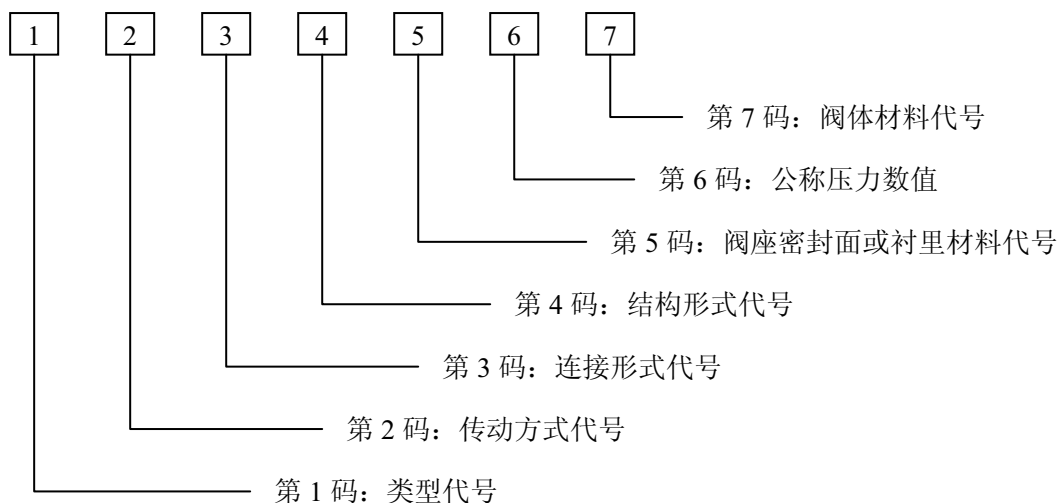 1 2 3 4 5 6 7
第 7 码：阀体材料代号
第 6 码：公称压力数值
第 5 码：阀座密封面或衬里材料代号
第 4 码：结构形式代号
第 3 码：连接形式代号
第 2 码：传动方式代号
第 1 码：类型代号